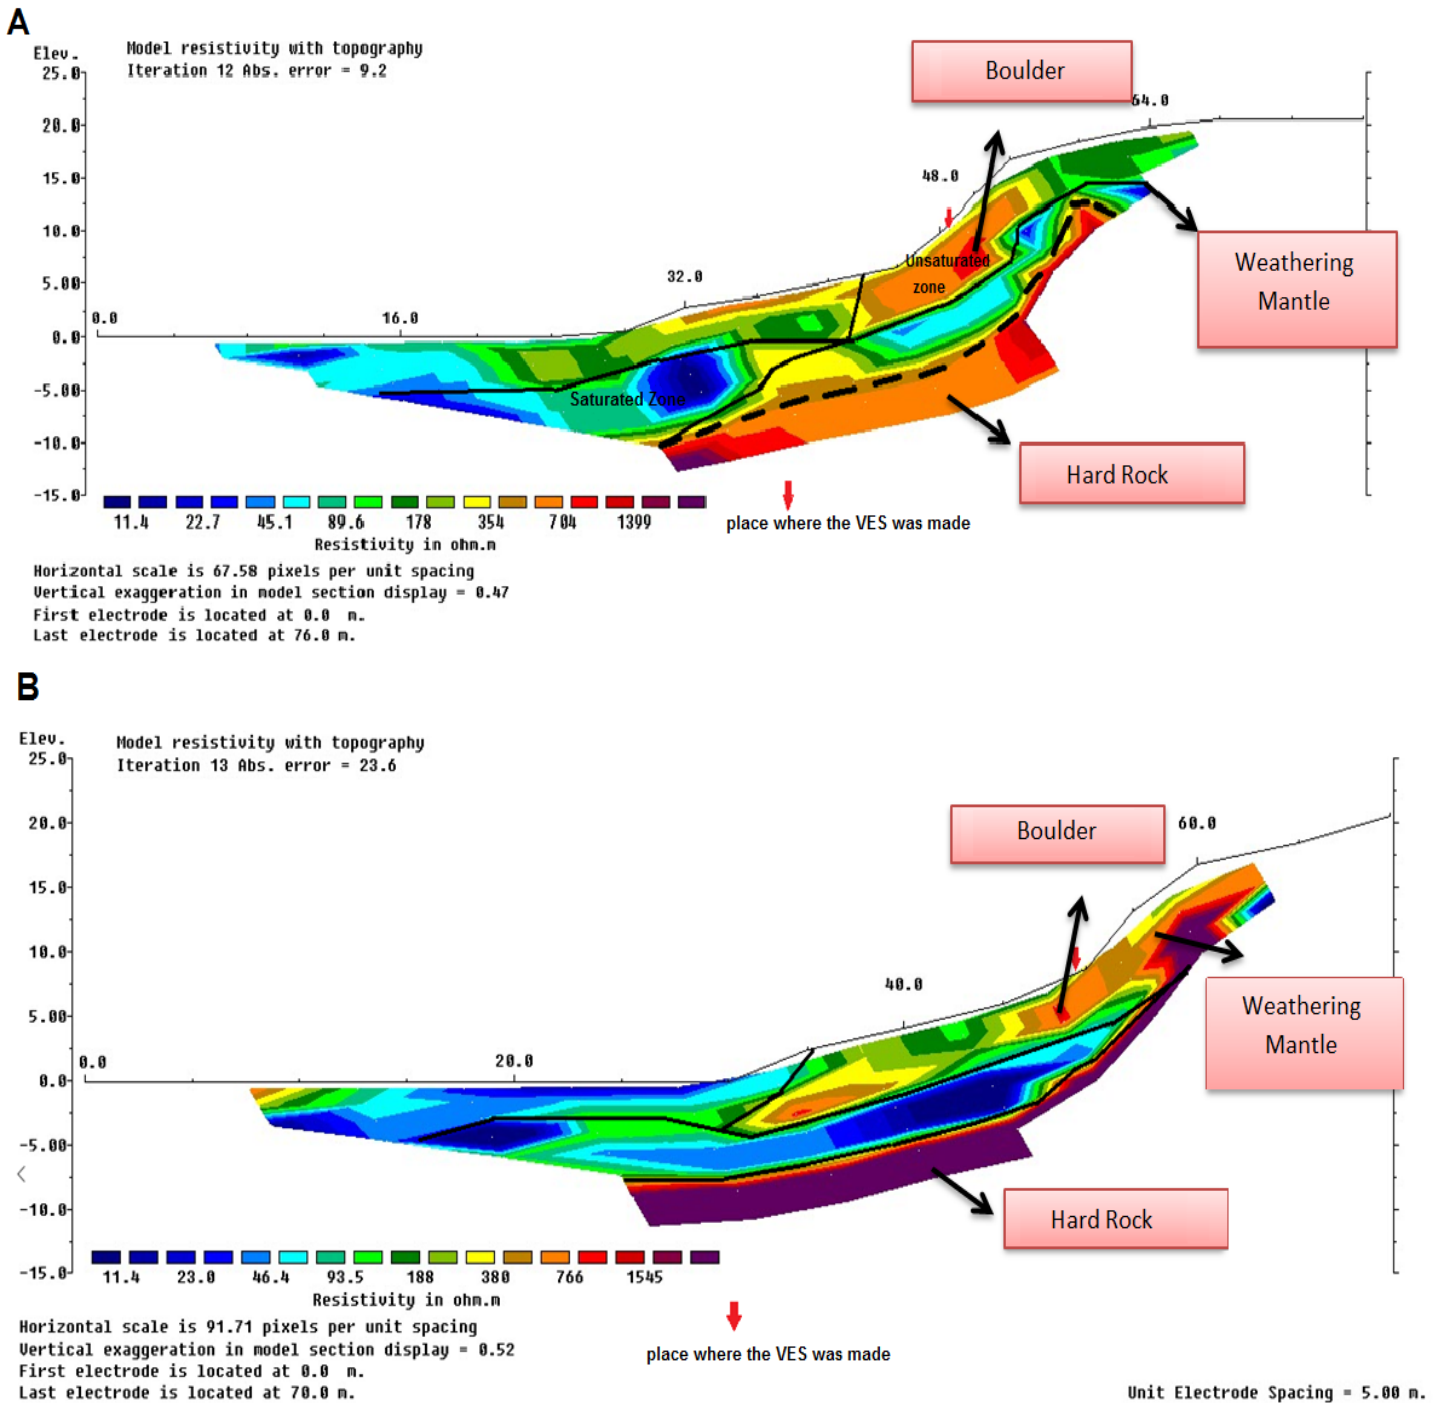 A
Elev.
Model resistivity with topography
Iteration 12 Abs. error = 9.2
25.0
20.0
15.0
10.0
5.00
0.0
-5.00
-10.0
-15.0
0.0
16.0
32.0
48.0
64.0
Boulder
Unsaturated
zone
Weathering
Mantle
Saturated Zone
Hard Rock
11.4 22.7 45.1 89.6 178 354 704 1399
Resistivity in ohm.m
place where the VES was made
Horizontal scale is 67.58 pixels per unit spacing
Vertical exaggeration in model section display = 0.47
First electrode is located at 0.0 m.
Last electrode is located at 76.0 m.
B
Elev.
Model resistivity with topography
Iteration 13 Abs. error = 23.6
25.0
20.0
15.0
10.0
5.00
0.0
-5.00
-10.0
-15.0
0.0
20.0
40.0
60.0
Boulder
Weathering
Mantle
Hard Rock
11.4 23.0 46.4 93.5 188 380 766 1545
Resistivity in ohm.m
place where the VES was made
Horizontal scale is 91.71 pixels per unit spacing
Vertical exaggeration in model section display = 0.52
First electrode is located at 0.0 m.
Last electrode is located at 70.0 m.
Unit Electrode Spacing = 5.00 m.